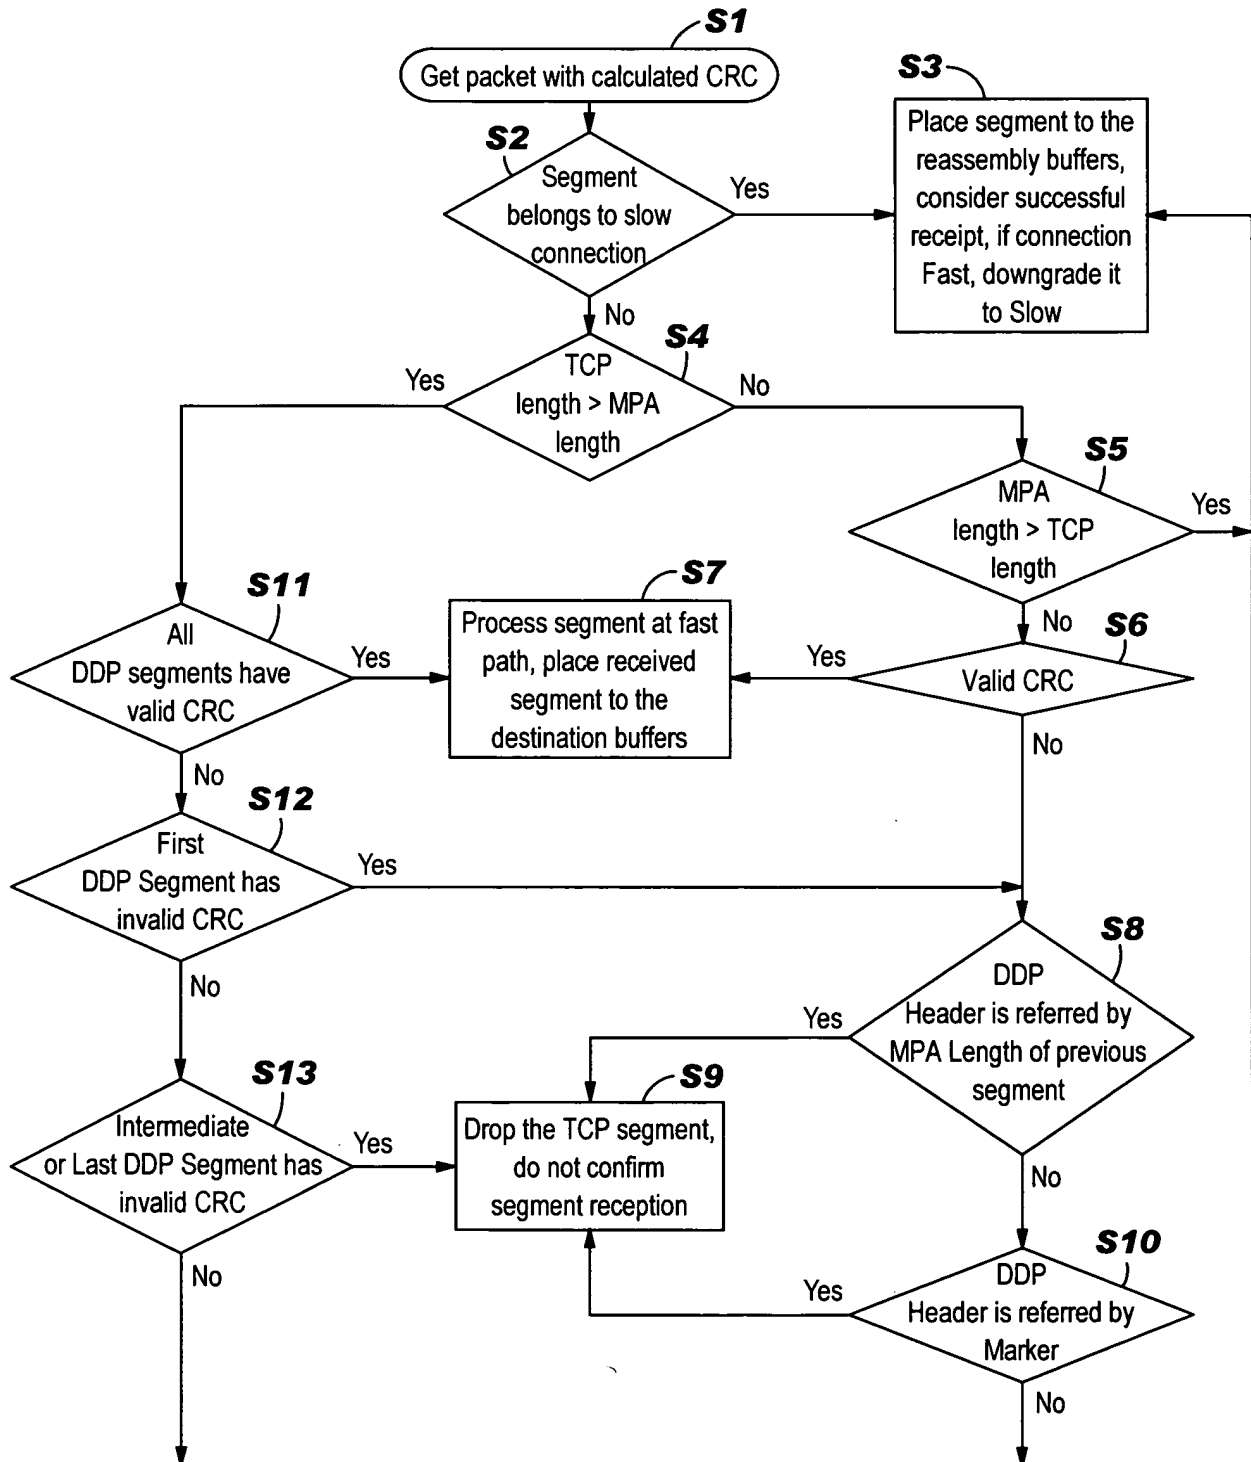 S1
Get packet with calculated CRC
S2
Segment
belongs to slow
connection
Yes
No
S3
Place segment to the
reassembly buffers,
consider successful
receipt, if connection
Fast, downgrade it
to Slow
S4
TCP
length > MPA
length
Yes
No
S5
MPA
length > TCP
length
Yes
No
S11
All
DDP segments have
valid CRC
Yes
No
S7
Process segment at fast
path, place received
segment to the
destination buffers
S6
Valid CRC
Yes
No
S12
First
DDP Segment has
invalid CRC
Yes
No
S8
DDP
Header is referred by
MPA Length of previous
segment
Yes
No
S13
Intermediate
or Last DDP Segment has
invalid CRC
Yes
No
S9
Drop the TCP segment,
do not confirm
segment reception
S10
DDP
Header is referred by
Marker
Yes
No